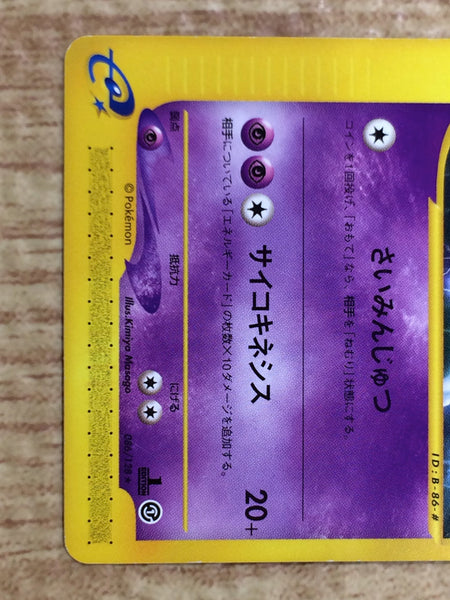 ID:B-86-#
さいみんじゅつ
コインを1回投げ、「おもて」なら、相手を「ねむり」状態にする。
サイコキネシス 20+
相手についている「エネルギーカード」の枚数×10ダメージを追加する。
弱点 抵抗力 にげる
©Pokémon Illus.Kimiya Masago 086/128★
1
EDITION
e